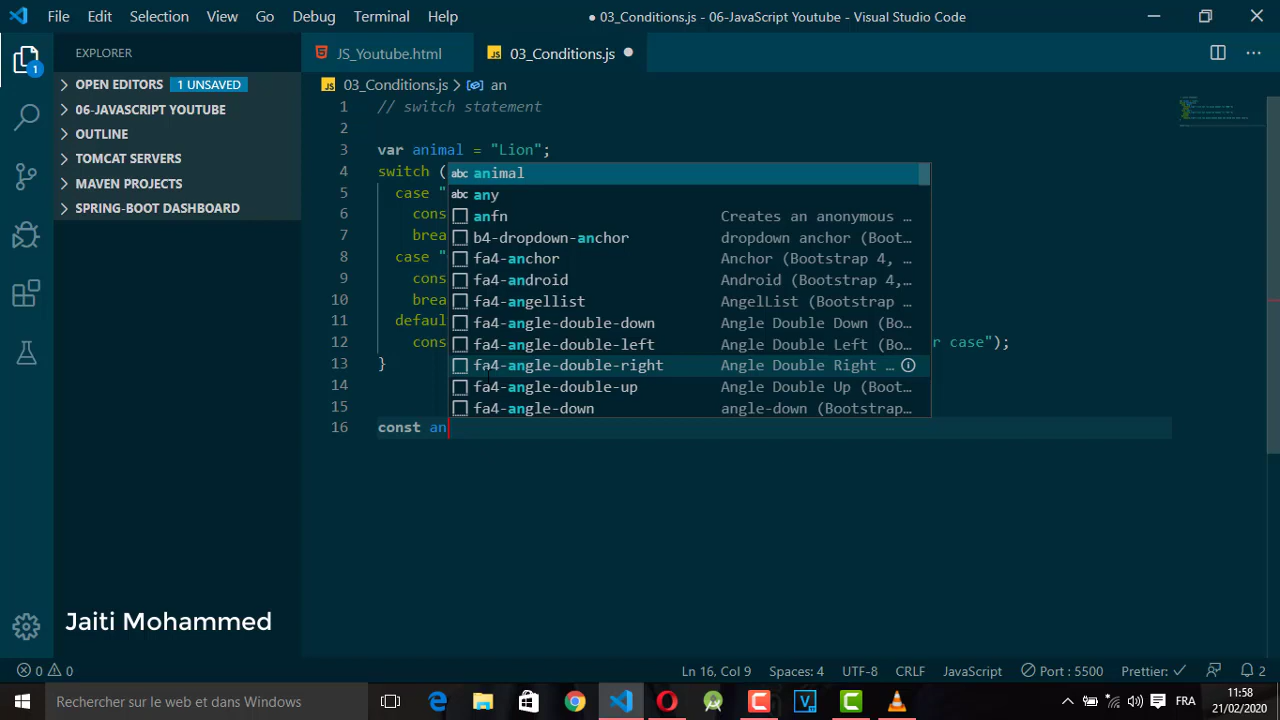 File Edit Selection View Go Debug Terminal Help
● 03_Conditions.js - 06-JavaScript Youtube - Visual Studio Code
EXPLORER
OPEN EDITORS 1 UNSAVED
06-JAVASCRIPT YOUTUBE
OUTLINE
TOMCAT SERVERS
MAVEN PROJECTS
SPRING-BOOT DASHBOARD
1
JS_Youtube.html
JS 03_Conditions.js ●
JS 03_Conditions.js > an
1 // switch statement
2
3 var animal = "Lion";
4 switch (
5 case "
6 cons
7 brea
8 case "
9 cons
10 brea
11 defaul
12 cons r case");
13 }
14
15
16 const an
abc animal
abc any
anfn Creates an anonymous …
b4-dropdown-anchor dropdown anchor (Boot…
fa4-anchor Anchor (Bootstrap 4, …
fa4-android Android (Bootstrap 4,…
fa4-angellist AngelList (Bootstrap …
fa4-angle-double-down Angle Double Down (Bo…
fa4-angle-double-left Angle Double Left (Bo…
fa4-angle-double-right Angle Double Right …
fa4-angle-double-up Angle Double Up (Boot…
fa4-angle-down angle-down (Bootstrap…
Jaiti Mohammed
0 0 Ln 16, Col 9 Spaces: 4 UTF-8 CRLF JavaScript Port : 5500 Prettier: ✓ 2
Rechercher sur le web et dans Windows
FRA
11:58
21/02/2020